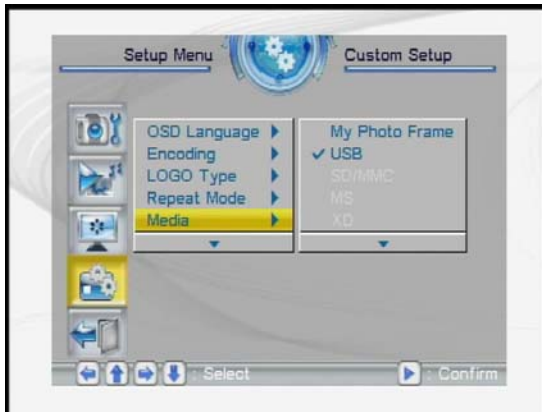 Setup Menu
Custom Setup
OSD Language
Encoding
LOGO Type
Repeat Mode
Media
My Photo Frame
USB
SD/MMC
MS
XD
: Select
: Confirm